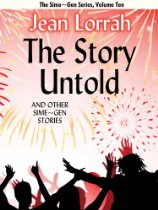 The Sime~Gen Series, Volume Ten
Jean Lorrah
The Story
Untold
AND OTHER
SIME~GEN
STORIES